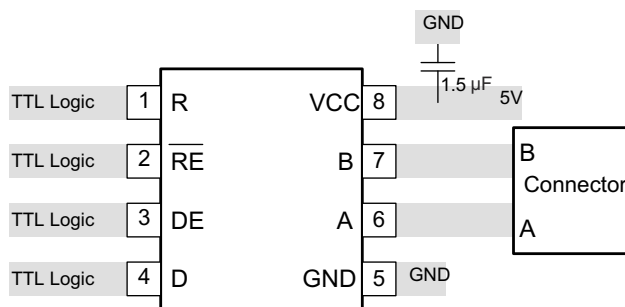 GND
1.5 µF
5V
TTL Logic 1 R VCC 8
TTL Logic 2 RE B 7 B
Connector
TTL Logic 3 DE A 6 A
TTL Logic 4 D GND 5 GND